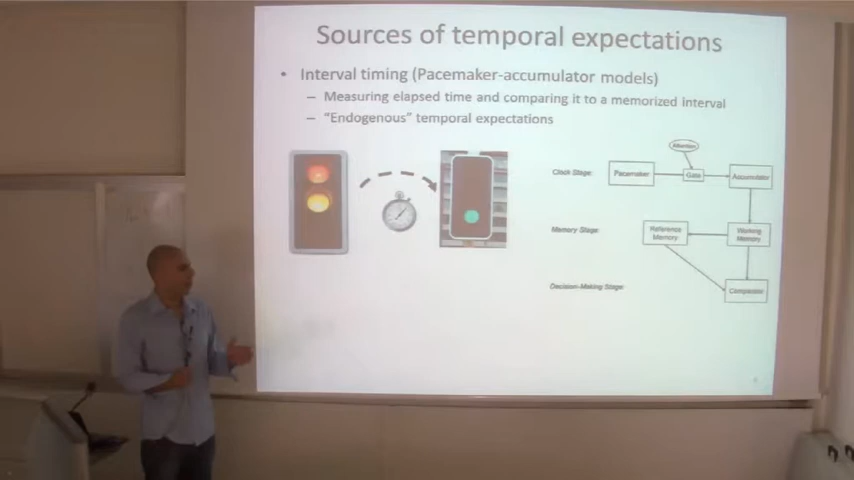 Sources of temporal expectations
• Interval timing (Pacemaker-accumulator models)
– Measuring elapsed time and comparing it to a memorized interval
– "Endogenous" temporal expectations
Attention
Clock Stage
Pacemaker
Gate
Accumulator
Memory Stage
Reference
Memory
Working
Memory
Decision-Making Stage
Comparator